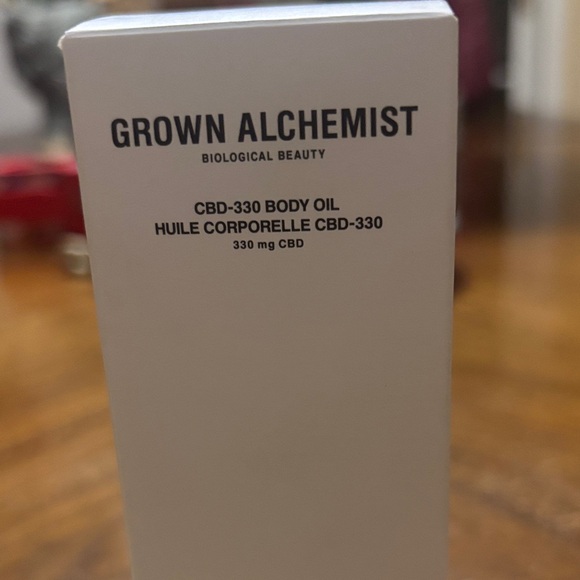 GROWN ALCHEMIST
BIOLOGICAL BEAUTY
CBD-330 BODY OIL
HUILE CORPORELLE CBD-330
330 mg CBD